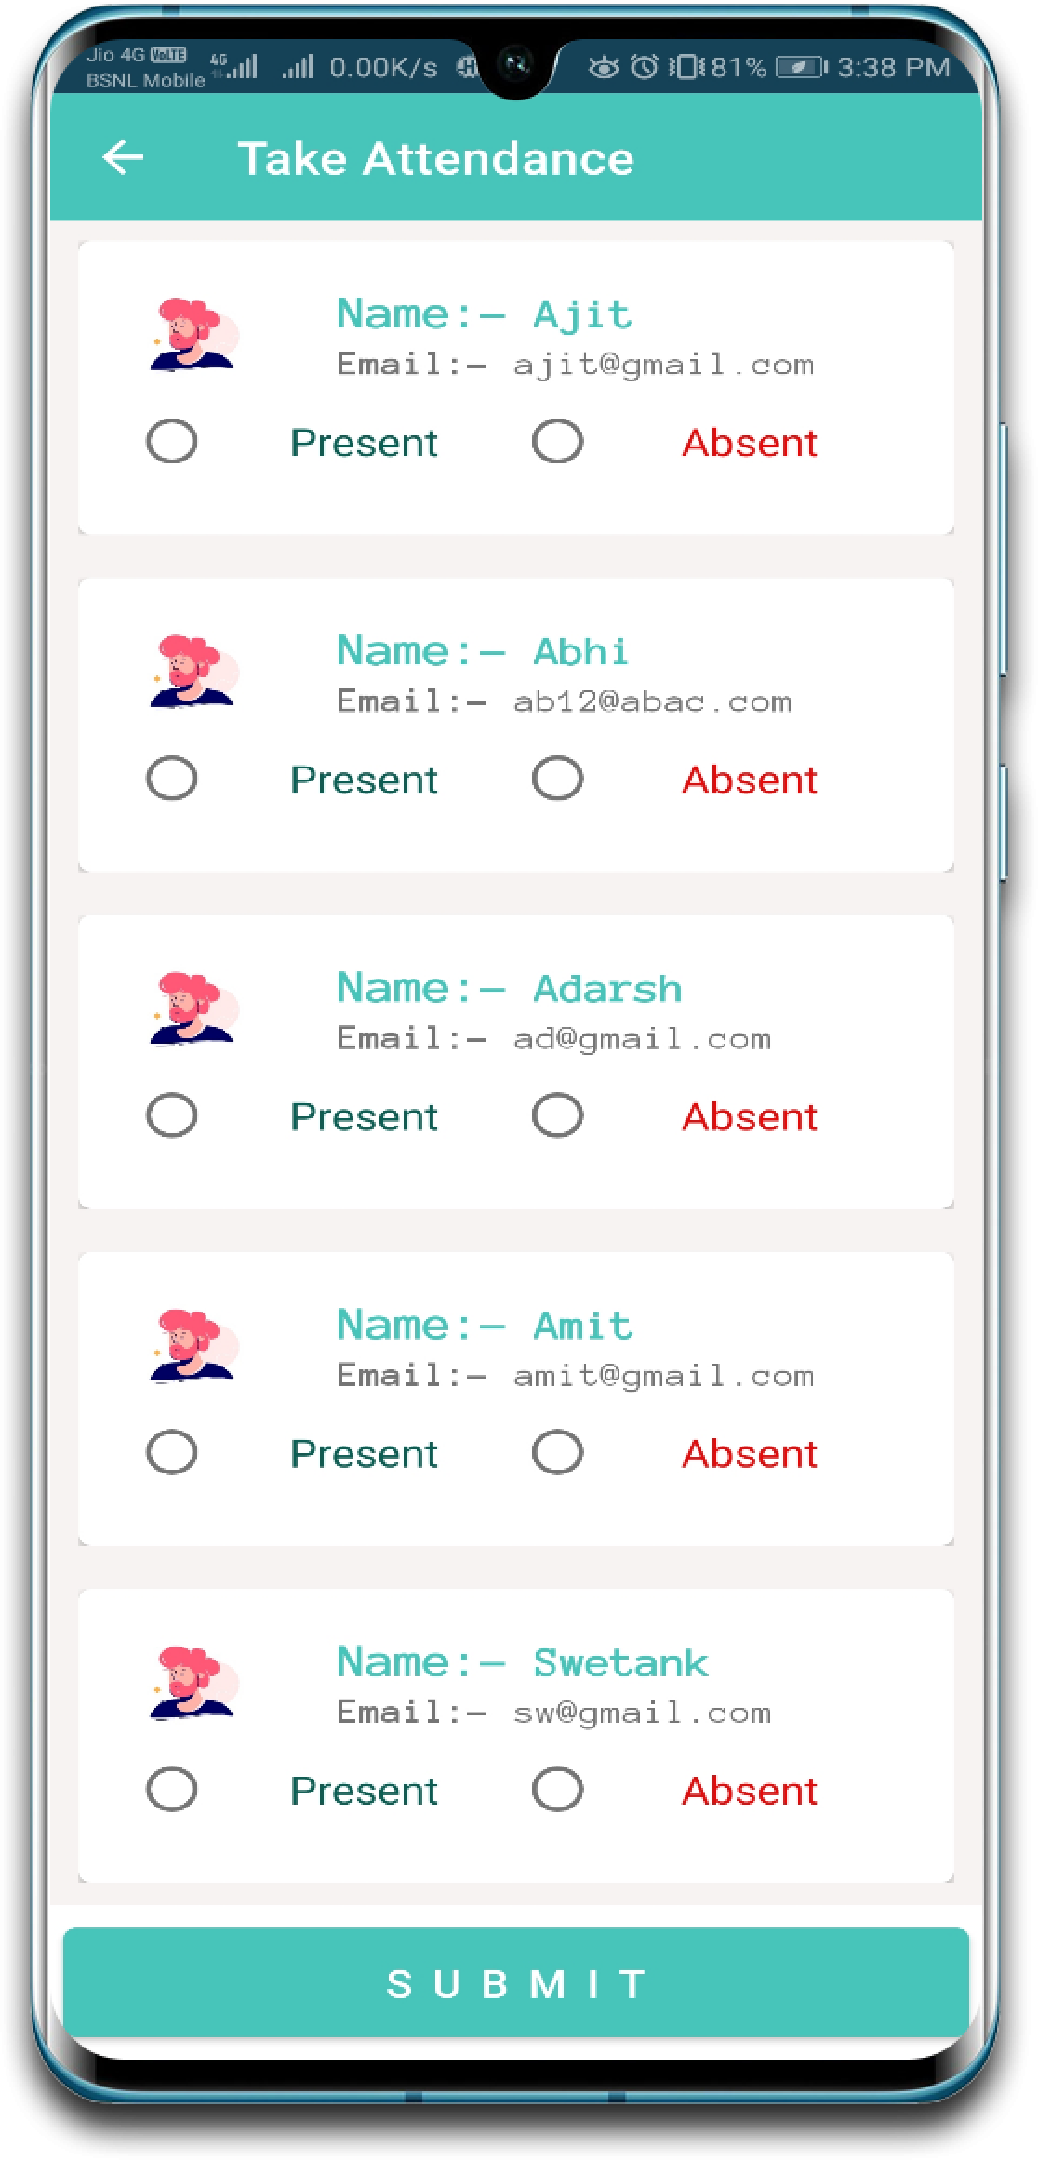 Jio 4G VoLTE
BSNL Mobile
4G 0.00K/s 81% 3:38 PM
Take Attendance
Name:- Ajit
Email:- ajit@gmail.com
Present Absent
Name:- Abhi
Email:- ab12@abac.com
Present Absent
Name:- Adarsh
Email:- ad@gmail.com
Present Absent
Name:- Amit
Email:- amit@gmail.com
Present Absent
Name:- Swetank
Email:- sw@gmail.com
Present Absent
SUBMIT